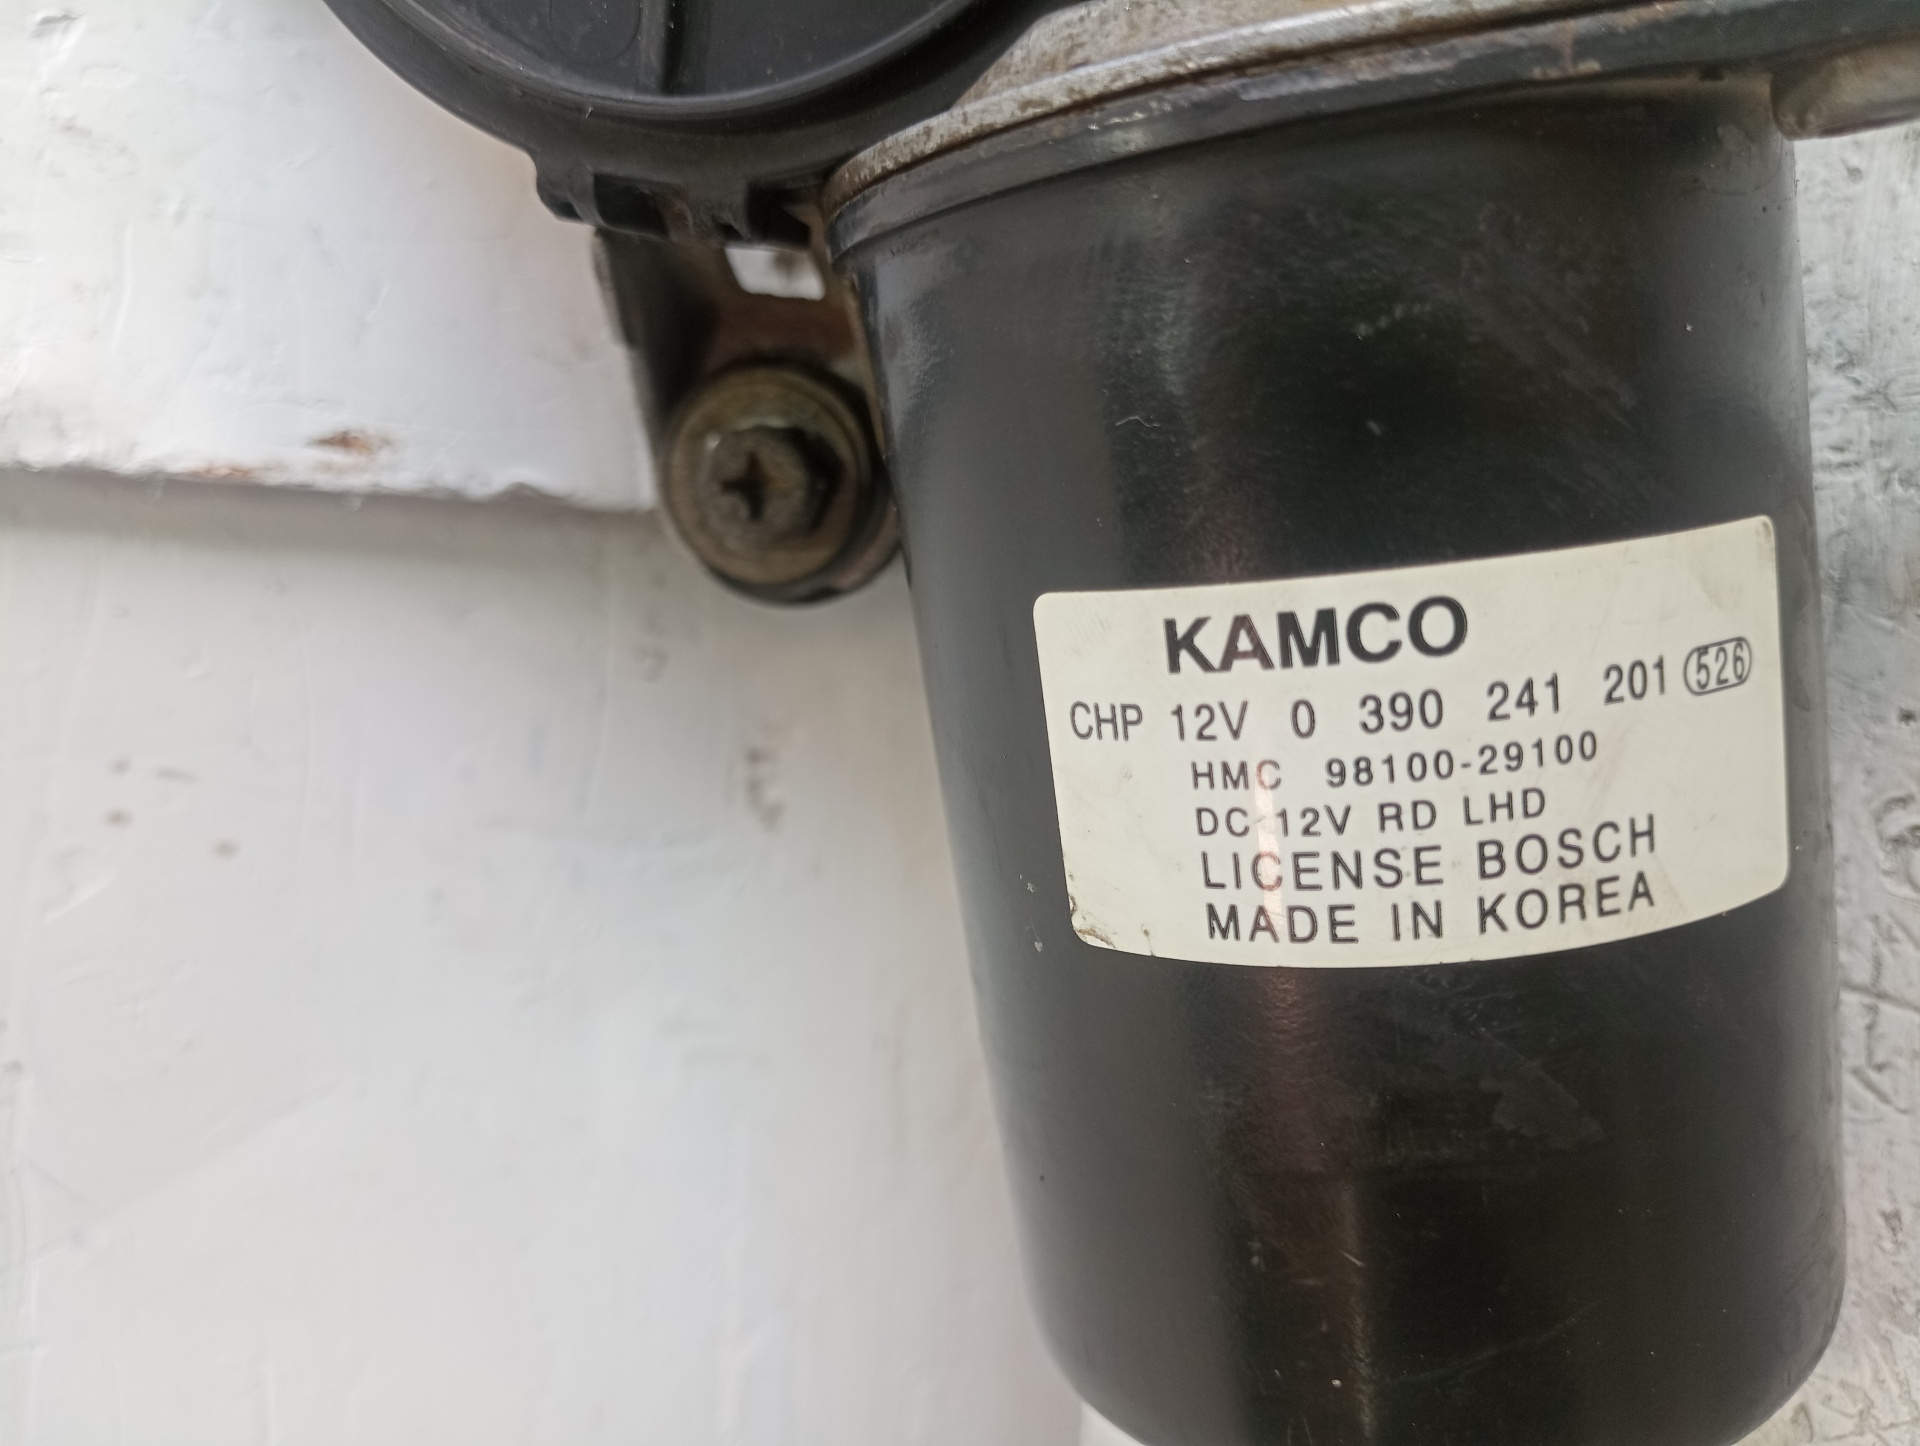 KAMCO
CHP 12V 0 390 241 201 526
HMC 98100-29100
DC 12V RD LHD
LICENSE BOSCH
MADE IN KOREA